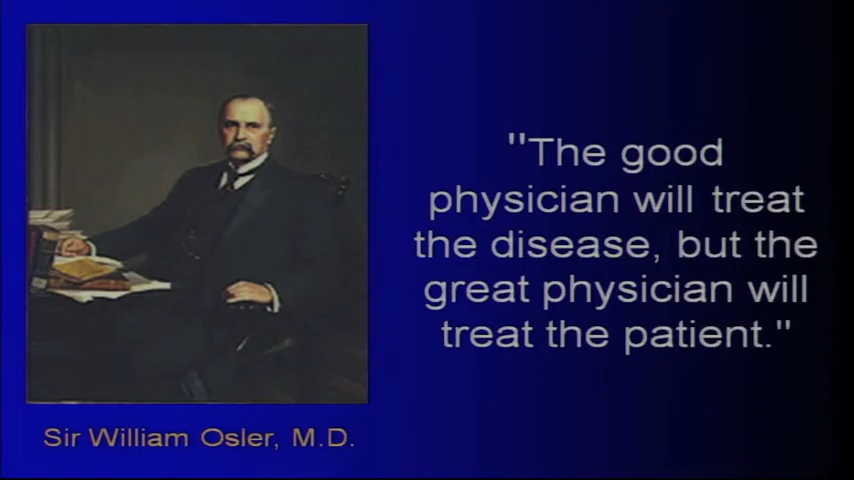 "The good
physician will treat
the disease, but the
great physician will
treat the patient."
Sir William Osler, M.D.